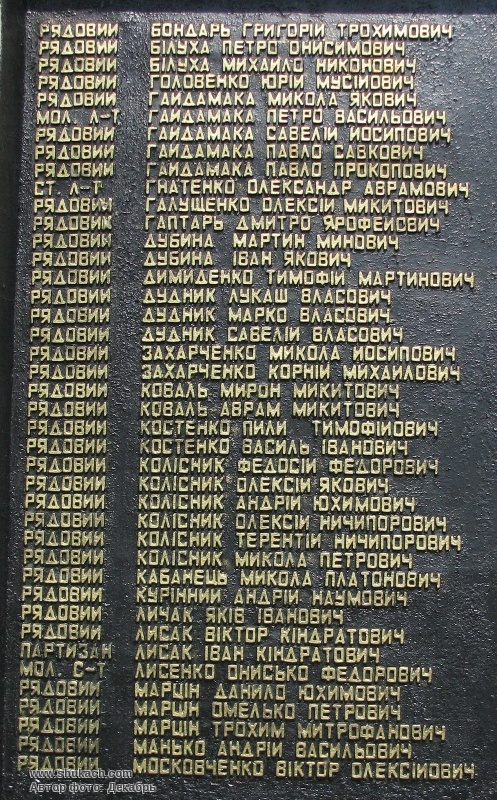 РЯДОВИЙ БОНДАРЬ ГРИГОРІЙ ТРОХИМОВИЧ
РЯДОВИЙ БІЛУХА ПЕТРО ОНИСИМОВИЧ
РЯДОВИЙ БІЛУХА МИХАЙЛО НИКОНОВИЧ
РЯДОВИЙ ГОЛОВЕНКО ЮРІЙ МУСІЙОВИЧ
РЯДОВИЙ ГАЙДАМАКА МИКОЛА ЯКОВИЧ
МОЛ. Л-Т ГАЙДАМАКА ПЕТРО ВАСИЛЬОВИЧ
РЯДОВИЙ ГАЙДАМАКА САВЕЛІЙ ЙОСИПОВИЧ
РЯДОВИЙ ГАЙДАМАКА ПАВЛО САВКОВИЧ
РЯДОВИЙ ГАЙДАМАКА ПАВЛО ПРОКОПОВИЧ
СТ. Л-Т ГНАТЕНКО ОЛЕКСАНДР АВРАМОВИЧ
РЯДОВИЙ ГАЛУЩЕНКО ОЛЕКСІЙ МИКИТОВИЧ
РЯДОВИЙ ГАПТАРЬ ДМИТРО ЯРОФЕЙОВИЧ
РЯДОВИЙ ДУБИНА МАРТИН МИНОВИЧ
РЯДОВИЙ ДУБИНА ІВАН ЯКОВИЧ
РЯДОВИЙ ДИМИДЕНКО ТИМОФІЙ МАРТИНОВИЧ
РЯДОВИЙ ДУДНИК ЛУКАШ ВЛАСОВИЧ
РЯДОВИЙ ДУДНИК МАРКО ВЛАСОВИЧ
РЯДОВИЙ ДУДНИК САВЕЛІЙ ВЛАСОВИЧ
РЯДОВИЙ ЗАХАРЧЕНКО МИКОЛА ЙОСИПОВИЧ
РЯДОВИЙ ЗАХАРЧЕНКО КОРНІЙ МИХАЙЛОВИЧ
РЯДОВИЙ КОВАЛЬ МИРОН МИКИТОВИЧ
РЯДОВИЙ КОВАЛЬ АВРАМ МИКИТОВИЧ
РЯДОВИЙ КОСТЕНКО ПИЛИ ТИМОФІЙОВИЧ
РЯДОВИЙ КОСТЕНКО ВАСИЛЬ ІВАНОВИЧ
РЯДОВИЙ КОЛІСНИК ФЕДОСІЙ ФЕДОРОВИЧ
РЯДОВИЙ КОЛІСНИК ОЛЕКСІЙ ЯКОВИЧ
РЯДОВИЙ КОЛІСНИК АНДРІЙ ЮХИМОВИЧ
РЯДОВИЙ КОЛІСНИК ОЛЕКСІЙ НИЧИПОРОВИЧ
РЯДОВИЙ КОЛІСНИК ТЕРЕНТІЙ НИЧИПОРОВИЧ
РЯДОВИЙ КОЛІСНИК МИКОЛА ПЕТРОВИЧ
РЯДОВИЙ КАБАНЕЦЬ МИКОЛА ПЛАТОНОВИЧ
РЯДОВИЙ КУРІННИЙ АНДРІЙ НАУМОВИЧ
РЯДОВИЙ ЛИЧАК ЯКІВ ІВАНОВИЧ
РЯДОВИЙ ЛИСАК ВІКТОР КІНДРАТОВИЧ
ПАРТИЗАН ЛИСАК ІВАН КІНДРАТОВИЧ
МОЛ. С-Т ЛИСЕНКО ОНИСЬКО ФЕДОРОВИЧ
РЯДОВИЙ МАРЦІН ДАНИЛО ЮХИМОВИЧ
РЯДОВИЙ МАРЦІН ОМЕЛЬКО ПЕТРОВИЧ
РЯДОВИЙ МАРЦІН ТРОХИМ МИТРОФАНОВИЧ
РЯДОВИЙ МАНЬКО АНДРІЙ ВАСИЛЬОВИЧ
РЯДОВИЙ МОСКОВЧЕНКО ВІКТОР ОЛЕКСІЙОВИЧ
www.shukach.com
Автор фото: Декабрь